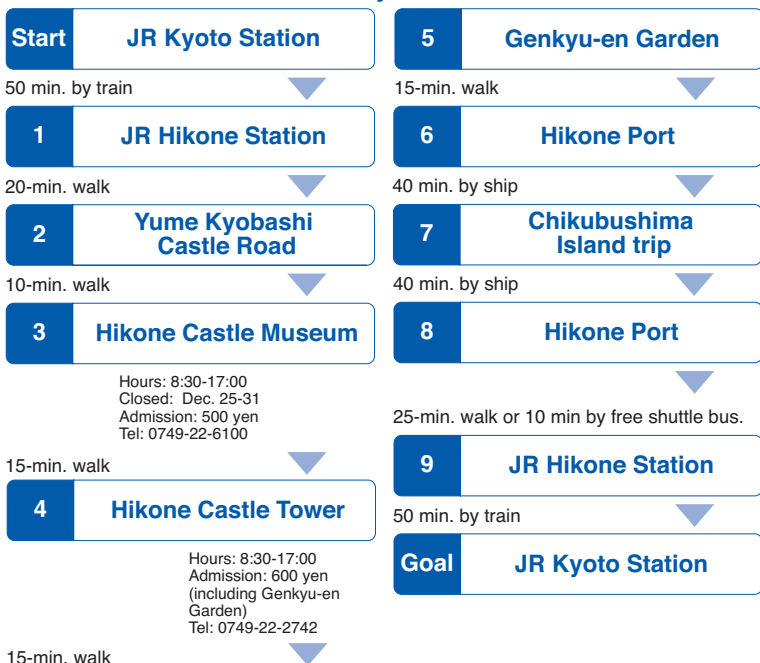 Start JR Kyoto Station
50 min. by train
1 JR Hikone Station
20-min. walk
2 Yume Kyobashi
Castle Road
10-min. walk
3 Hikone Castle Museum
Hours: 8:30-17:00
Closed: Dec. 25-31
Admission: 500 yen
Tel: 0749-22-6100
15-min. walk
4 Hikone Castle Tower
Hours: 8:30-17:00
Admission: 600 yen
(including Genkyu-en
Garden)
Tel: 0749-22-2742
15-min. walk
5 Genkyu-en Garden
15-min. walk
6 Hikone Port
40 min. by ship
7 Chikubushima
Island trip
40 min. by ship
8 Hikone Port
25-min. walk or 10 min by free shuttle bus.
9 JR Hikone Station
50 min. by train
Goal JR Kyoto Station